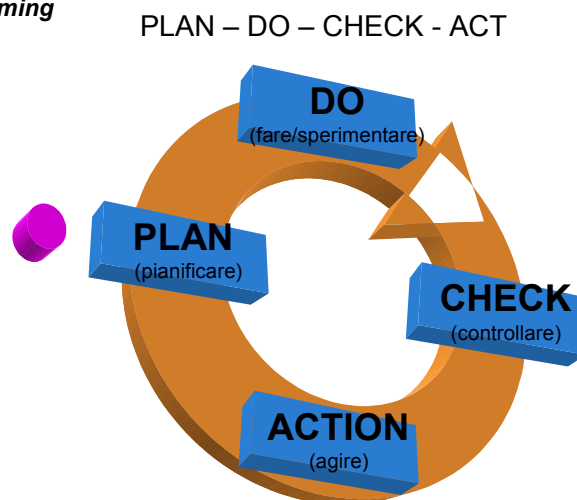 ming
PLAN – DO – CHECK - ACT
DO
(fare/sperimentare)
PLAN
(pianificare)
CHECK
(controllare)
ACTION
(agire)